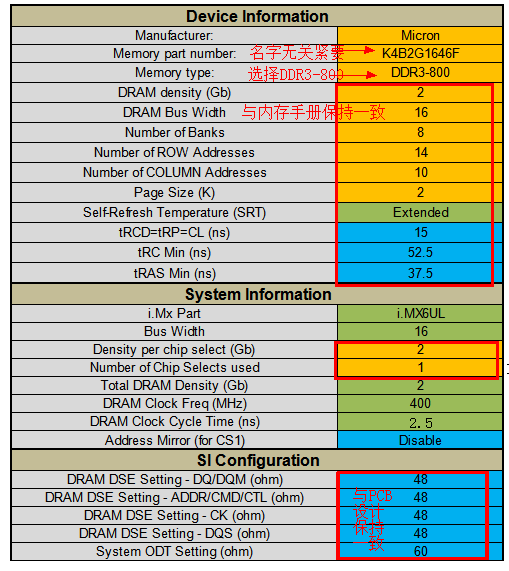 Device Information
Manufacturer: Micron
Memory part number: 名字无关紧要 K4B2G1646F
Memory type: 选择DDR3-800 DDR3-800
DRAM density (Gb) 2
DRAM Bus Width 与内存手册保持一致 16
Number of Banks 8
Number of ROW Addresses 14
Number of COLUMN Addresses 10
Page Size (K) 2
Self-Refresh Temperature (SRT) Extended
tRCD=tRP=CL (ns) 15
tRC Min (ns) 52.5
tRAS Min (ns) 37.5
System Information
i.Mx Part i.MX6UL
Bus Width 16
Density per chip select (Gb) 2
Number of Chip Selects used 1
Total DRAM Density (Gb) 2
DRAM Clock Freq (MHz) 400
DRAM Clock Cycle Time (ns) 2.5
Address Mirror (for CS1) Disable
SI Configuration
DRAM DSE Setting - DQ/DQM (ohm) 48
DRAM DSE Setting - ADDR/CMD/CTL (ohm) 与PCB 48
DRAM DSE Setting - CK (ohm) 设计 48
DRAM DSE Setting - DQS (ohm) 保持 48
System ODT Setting (ohm) 一致 60